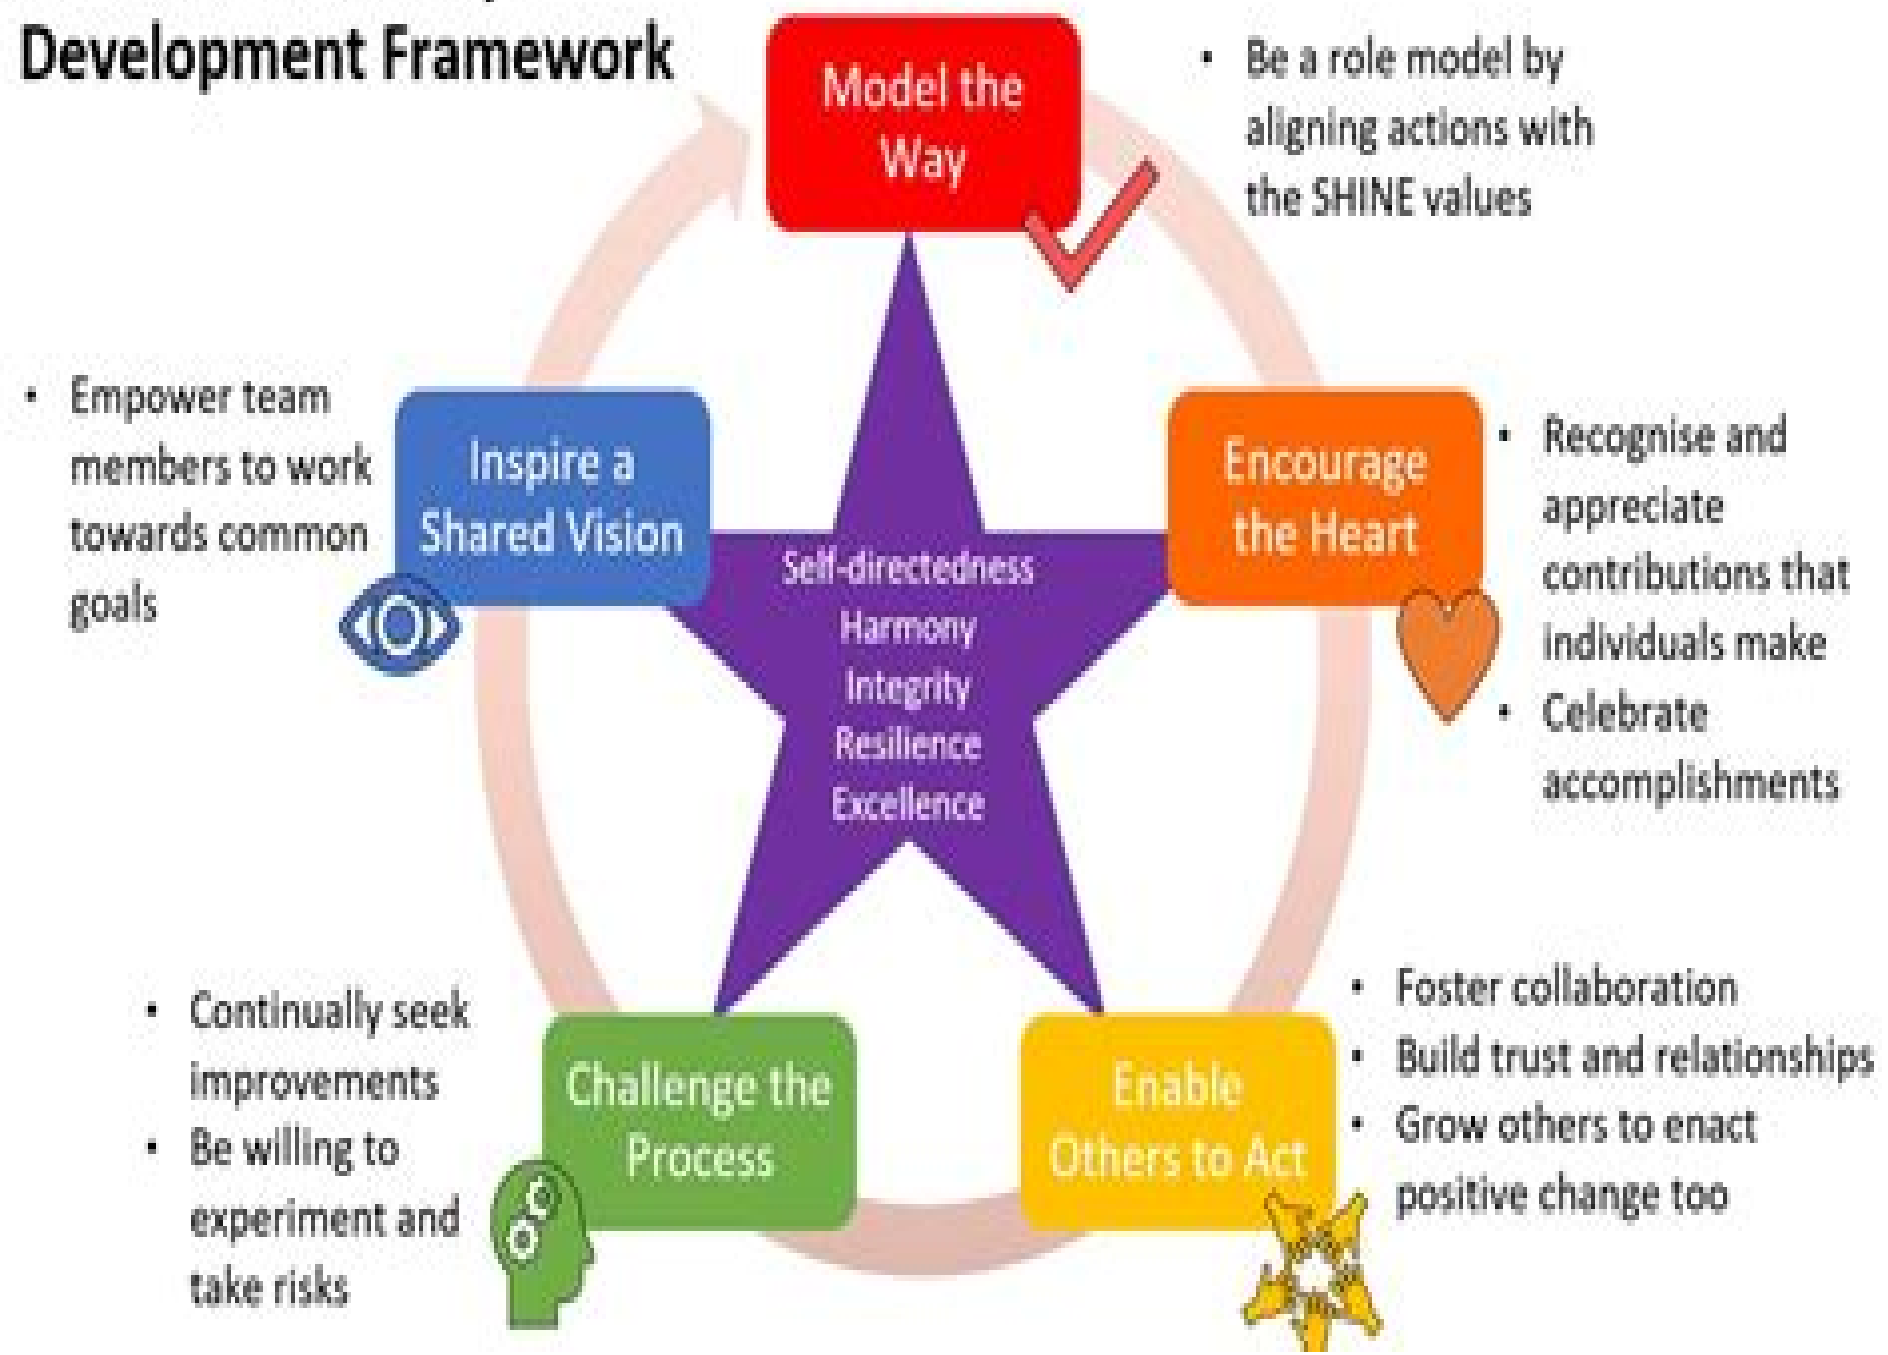 Development Framework
Model the
Way
• Be a role model by
aligning actions with
the SHINE values
Encourage
the Heart
• Recognise and
appreciate
contributions that
individuals make
• Celebrate
accomplishments
Enable
Others to Act
• Foster collaboration
• Build trust and relationships
• Grow others to enact
positive change too
Challenge the
Process
• Continually seek
improvements
• Be willing to
experiment and
take risks
Inspire a
Shared Vision
• Empower team
members to work
towards common
goals
Self-directedness
Harmony
Integrity
Resilience
Excellence